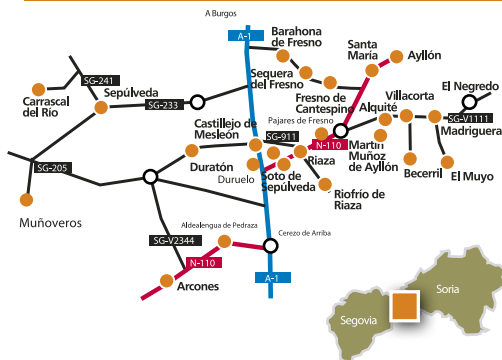 A Burgos
A-1
Barahona
de Fresno
Santa
María
Ayllón
SG-241
Sepúlveda
Sequera
del Fresno
Carrascal
del Río
SG-233
Fresno de
Cantespino
Villacorta
El Negredo
Pajares de Fresno
Alquité
SG-V1111
Castillejo de
Mesleón
SG-911
Madriguera
N-110
Riaza
Martín
Muñoz
de Ayllón
SG-205
Duratón
Duruelo
Soto de
Sepúlveda
Becerril
El Muyo
Riofrío de
Riaza
Muñoveros
Aldealengua de Pedraza
SG-V2344
Cerezo de Arriba
N-110
A-1
Arcones
Soria
Segovia